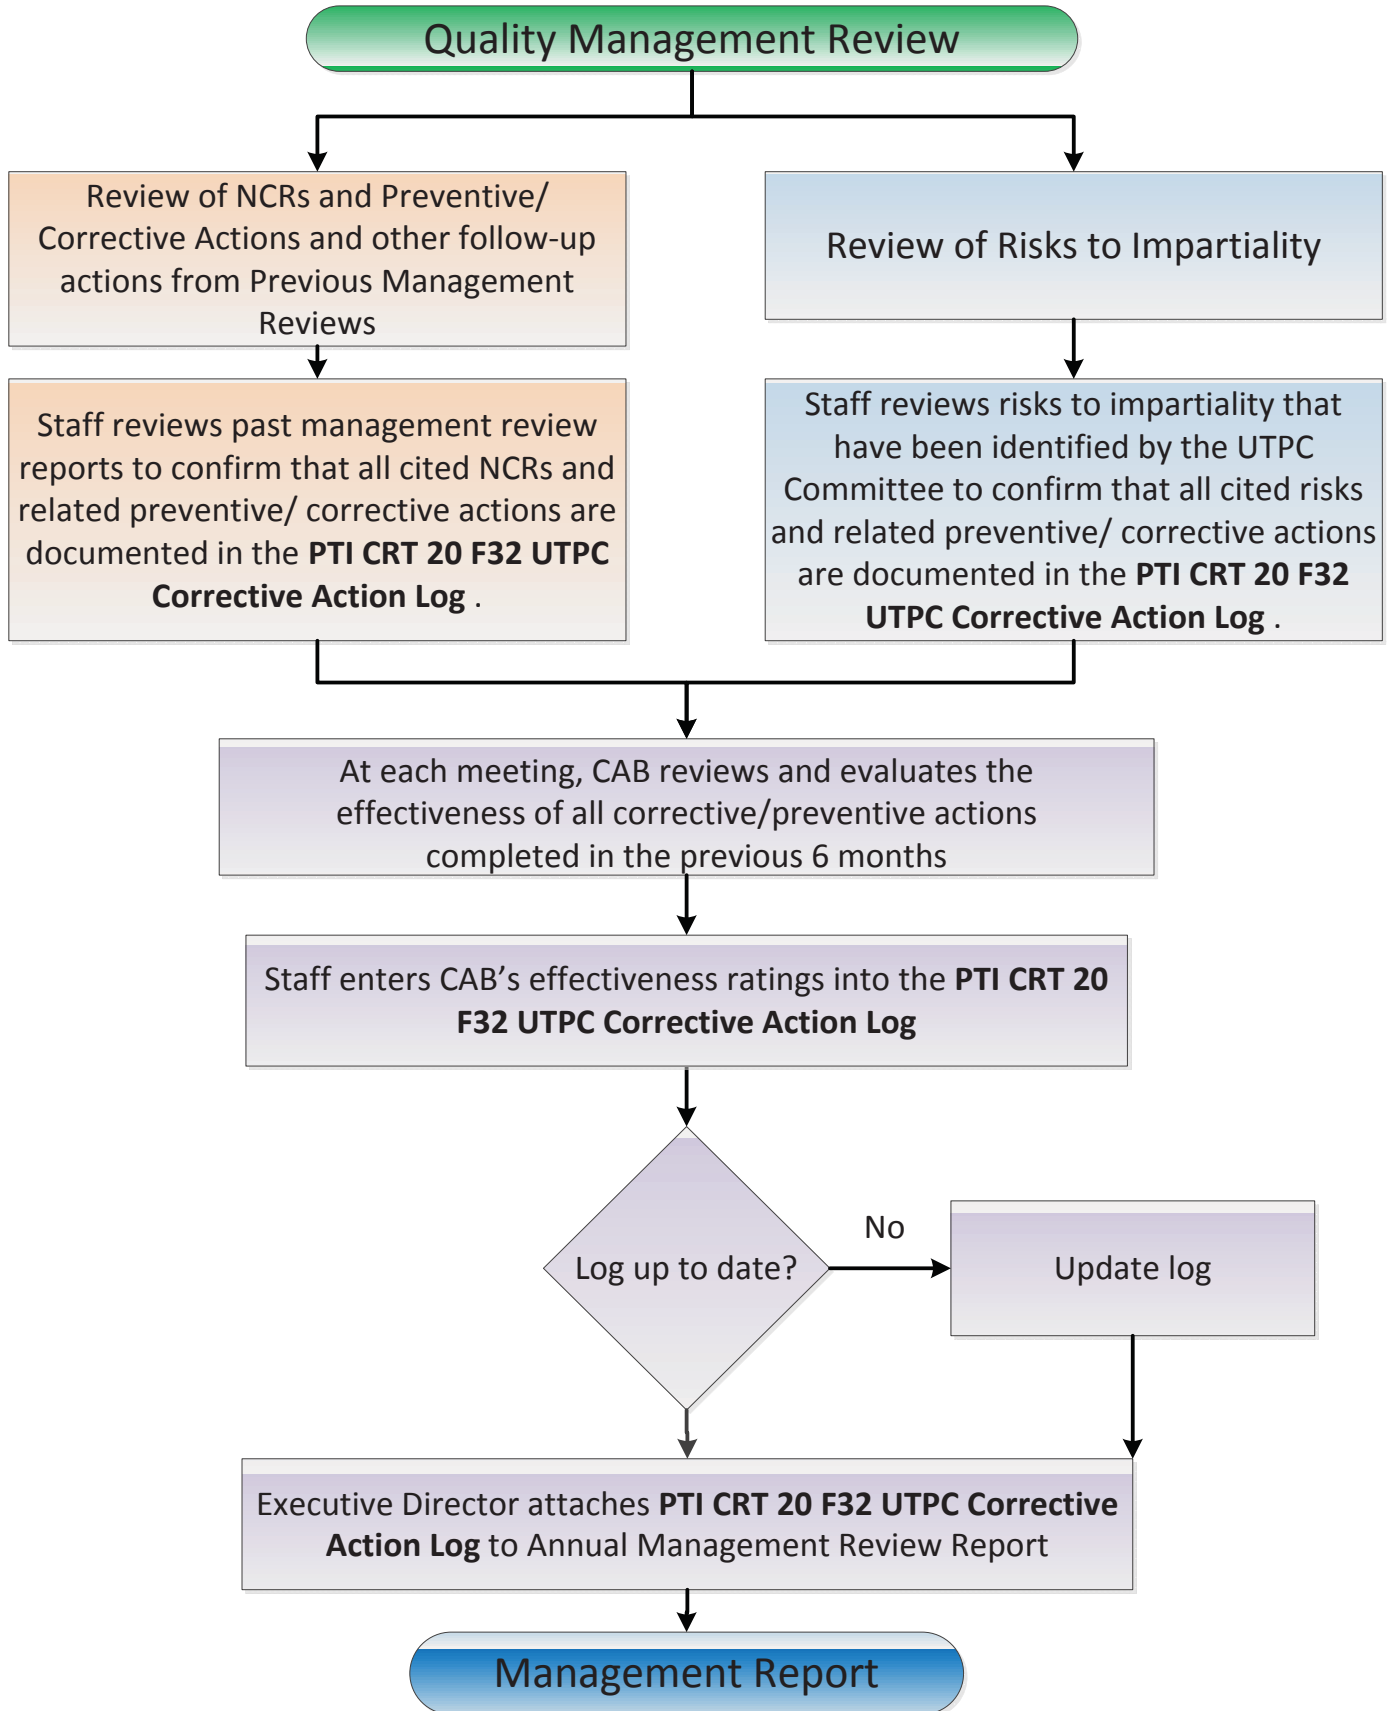 Quality Management Review
Review of NCRs and Preventive/
Corrective Actions and other follow-up
actions from Previous Management
Reviews
Review of Risks to Impartiality
Staff reviews past management review
reports to confirm that all cited NCRs and
related preventive/ corrective actions are
documented in the PTI CRT 20 F32 UTPC
Corrective Action Log .
Staff reviews risks to impartiality that
have been identified by the UTPC
Committee to confirm that all cited risks
and related preventive/ corrective actions
are documented in the PTI CRT 20 F32
UTPC Corrective Action Log .
At each meeting, CAB reviews and evaluates the
effectiveness of all corrective/preventive actions
completed in the previous 6 months
Staff enters CAB’s effectiveness ratings into the PTI CRT 20
F32 UTPC Corrective Action Log
Log up to date?
No
Update log
Executive Director attaches PTI CRT 20 F32 UTPC Corrective
Action Log to Annual Management Review Report
Management Report